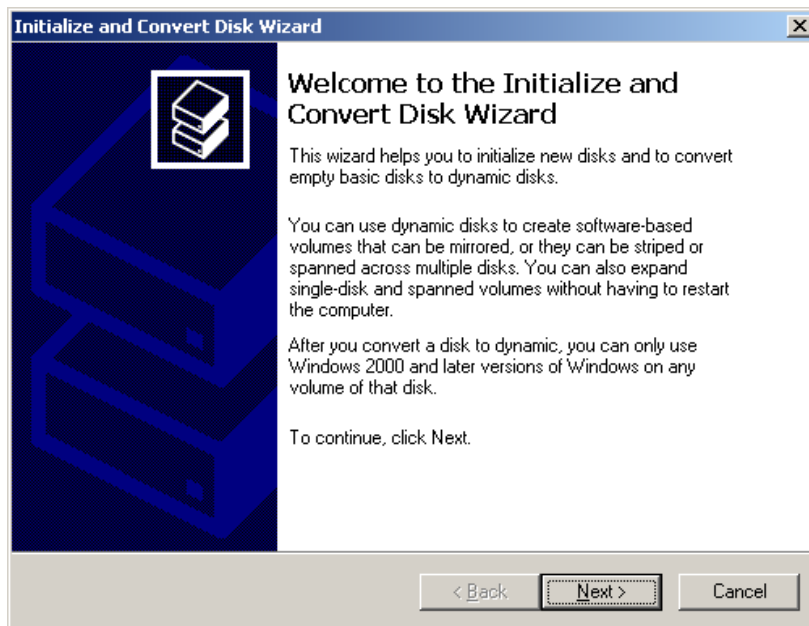 Initialize and Convert Disk Wizard
Welcome to the Initialize and
Convert Disk Wizard
This wizard helps you to initialize new disks and to convert
empty basic disks to dynamic disks.
You can use dynamic disks to create software-based
volumes that can be mirrored, or they can be striped or
spanned across multiple disks. You can also expand
single-disk and spanned volumes without having to restart
the computer.
After you convert a disk to dynamic, you can only use
Windows 2000 and later versions of Windows on any
volume of that disk.
To continue, click Next.
< Back Next > Cancel